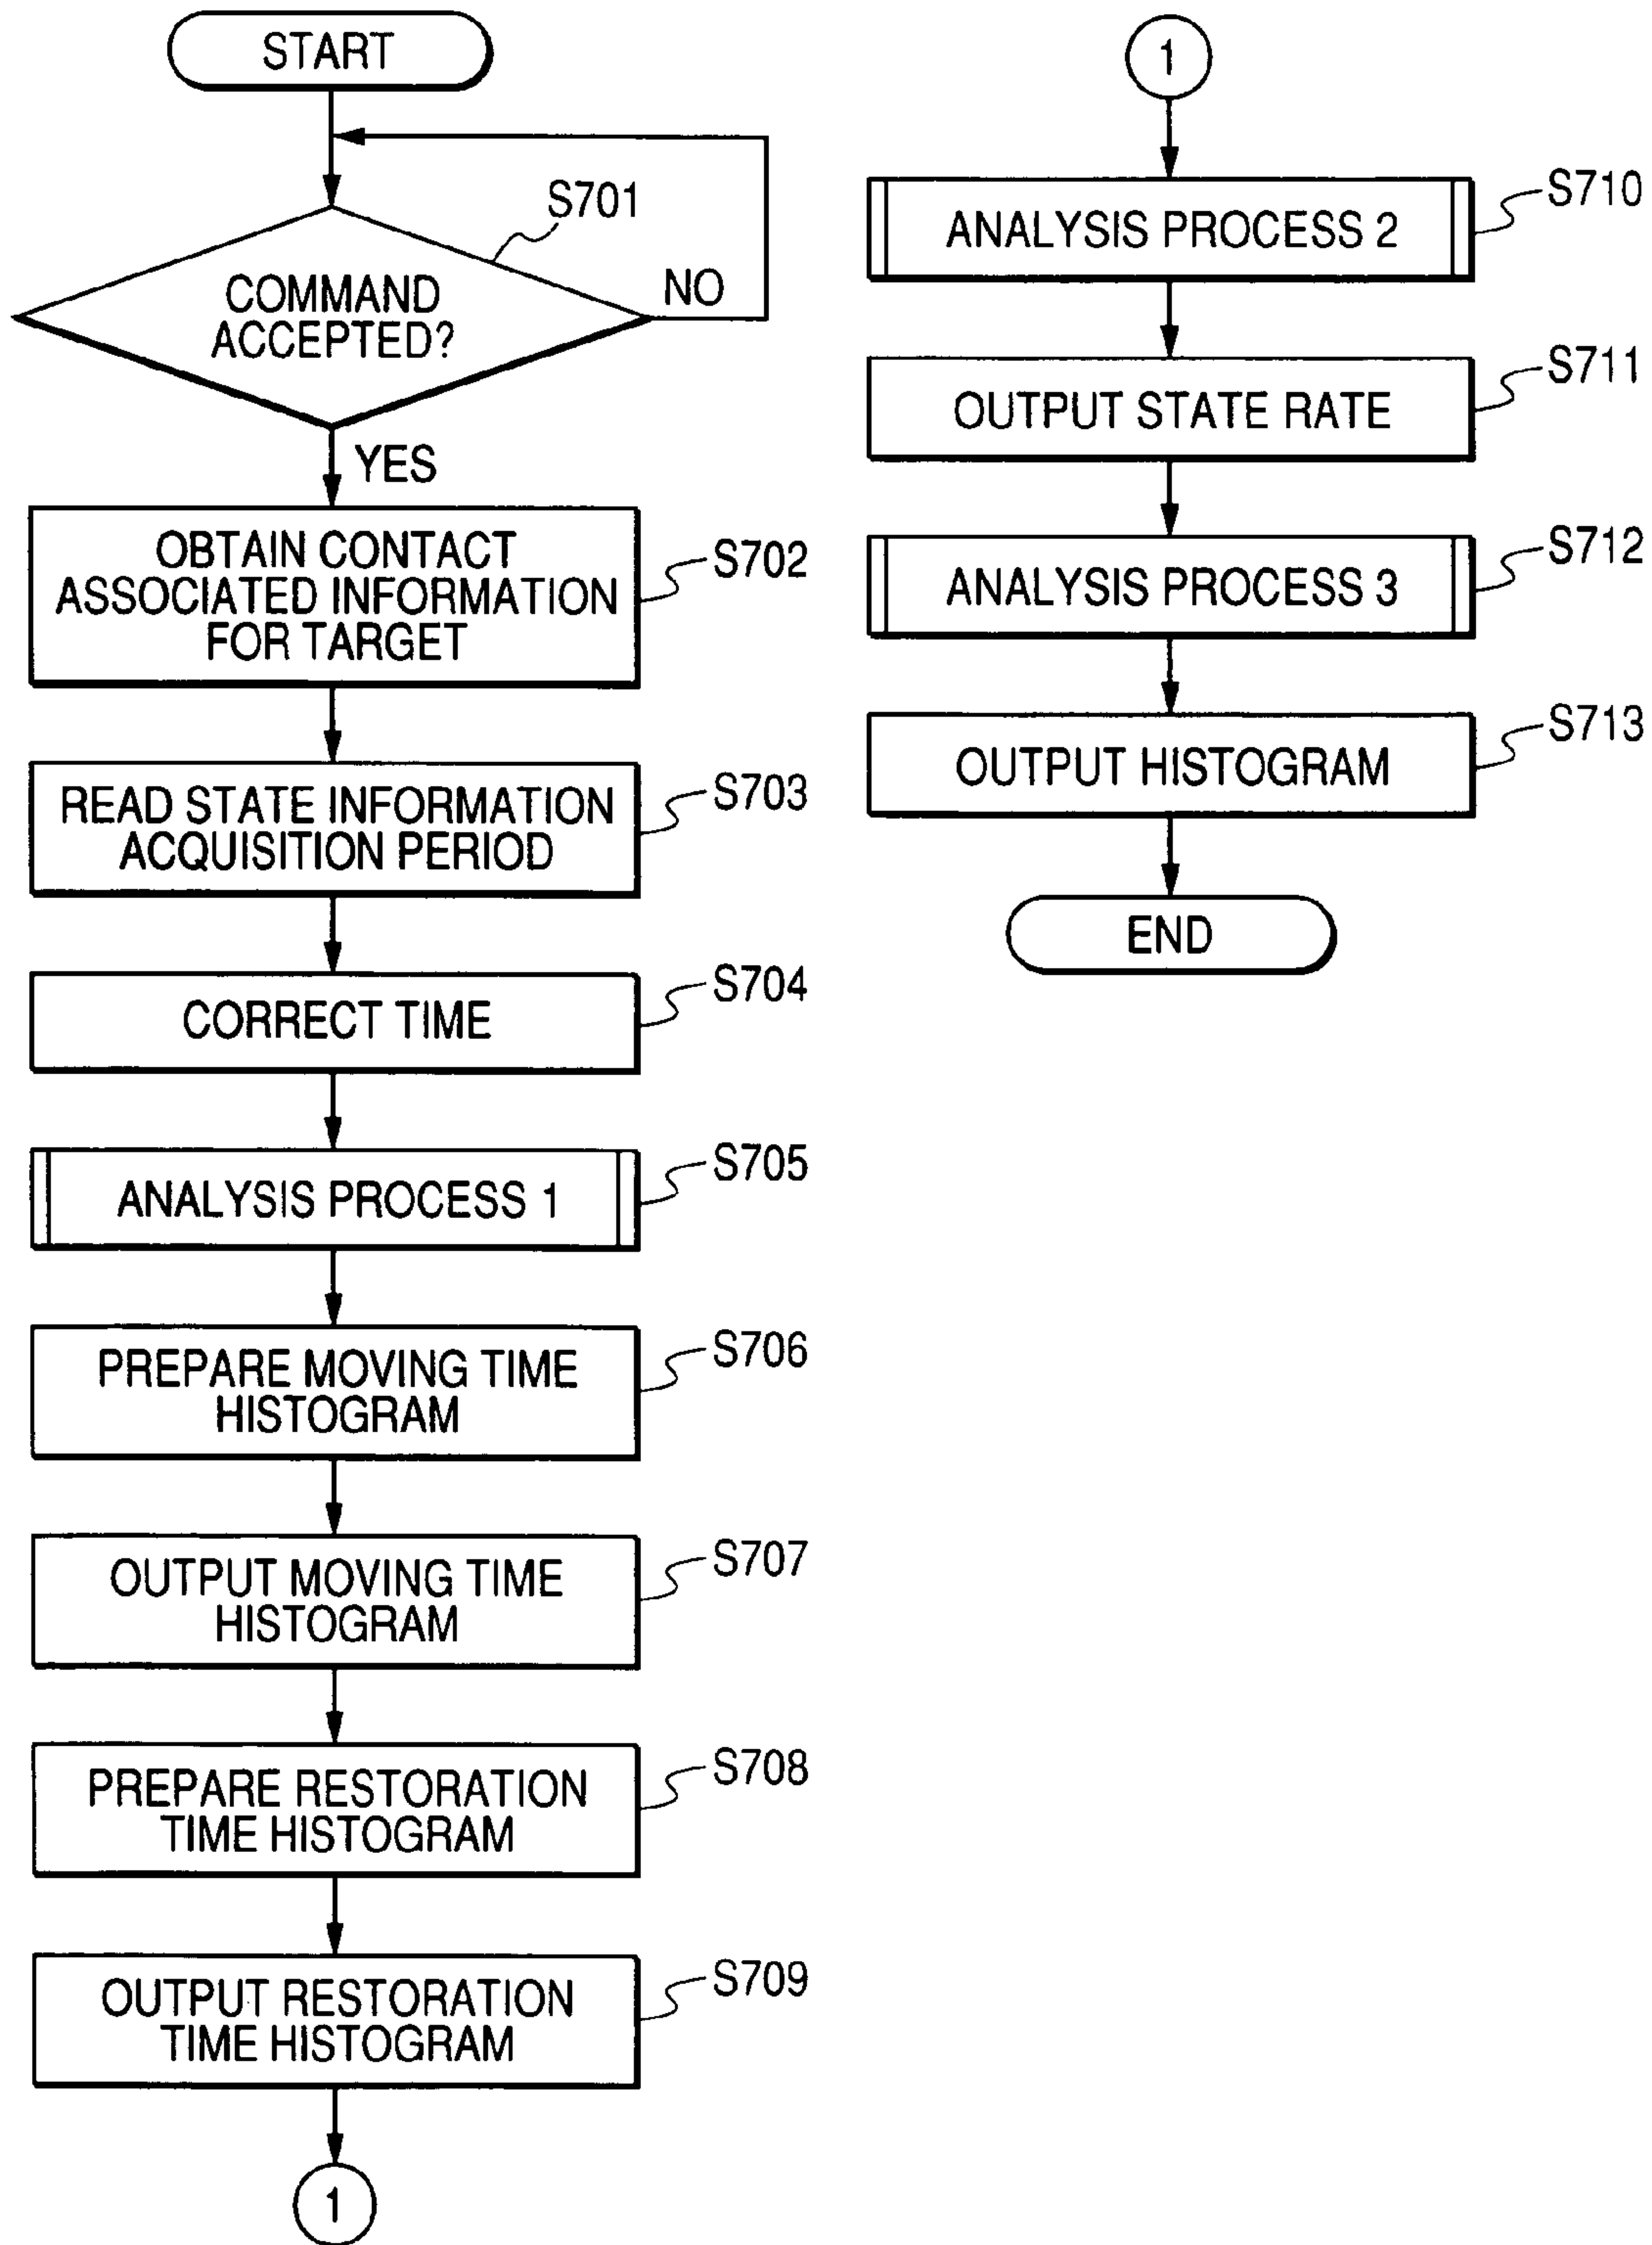 START
S701
COMMAND
ACCEPTED?
NO
YES
OBTAIN CONTACT
ASSOCIATED INFORMATION
FOR TARGET
S702
READ STATE INFORMATION
ACQUISITION PERIOD
S703
CORRECT TIME
S704
ANALYSIS PROCESS 1
S705
PREPARE MOVING TIME
HISTOGRAM
S706
OUTPUT MOVING TIME
HISTOGRAM
S707
PREPARE RESTORATION
TIME HISTOGRAM
S708
OUTPUT RESTORATION
TIME HISTOGRAM
S709
1
1
ANALYSIS PROCESS 2
S710
OUTPUT STATE RATE
S711
ANALYSIS PROCESS 3
S712
OUTPUT HISTOGRAM
S713
END